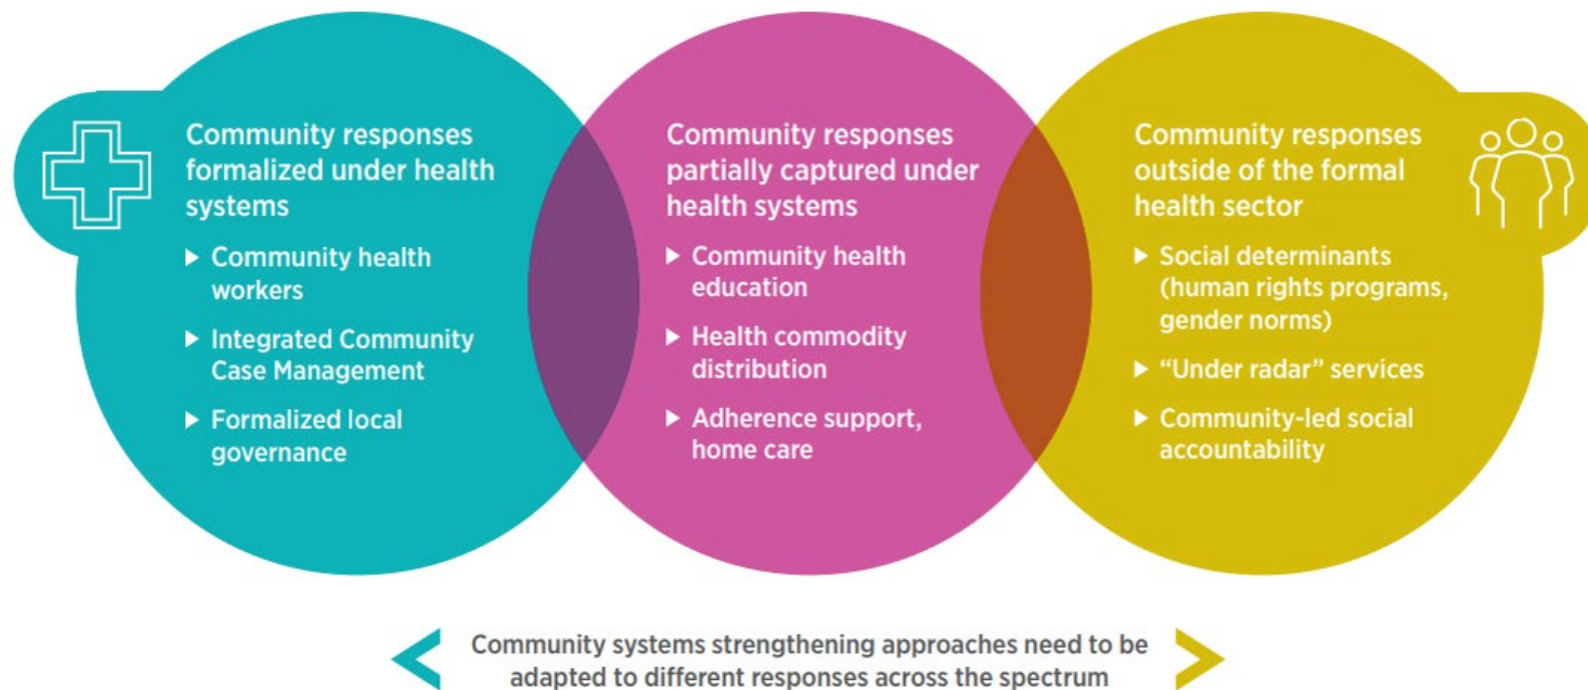 Community responses
formalized under health
systems
Community health
workers
Integrated Community
Case Management
Formalized local
governance
Community responses
partially captured under
health systems
Community health
education
Health commodity
distribution
Adherence support,
home care
Community responses
outside of the formal
health sector
Social determinants
(human rights programs,
gender norms)
“Under radar” services
Community-led social
accountability
Community systems strengthening approaches need to be
adapted to different responses across the spectrum